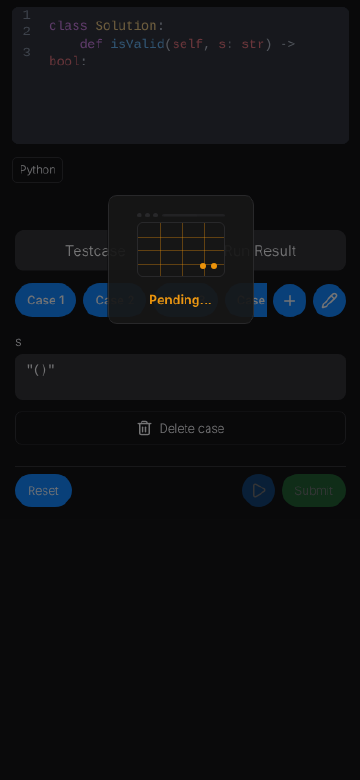 1 class Solution:
2     def isValid(self, s: str) ->
bool:
3
Python
Testcase
Run Result
Pending...
Case 1
Case
s
"()"
Delete case
Reset
Submit